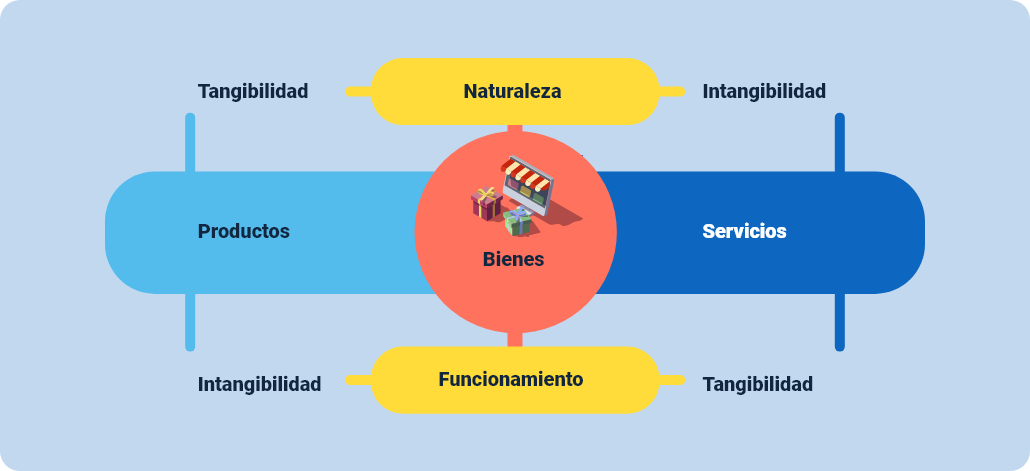 Tangibilidad
Naturaleza
Intangibilidad
Productos
Bienes
Servicios
Intangibilidad
Funcionamiento
Tangibilidad